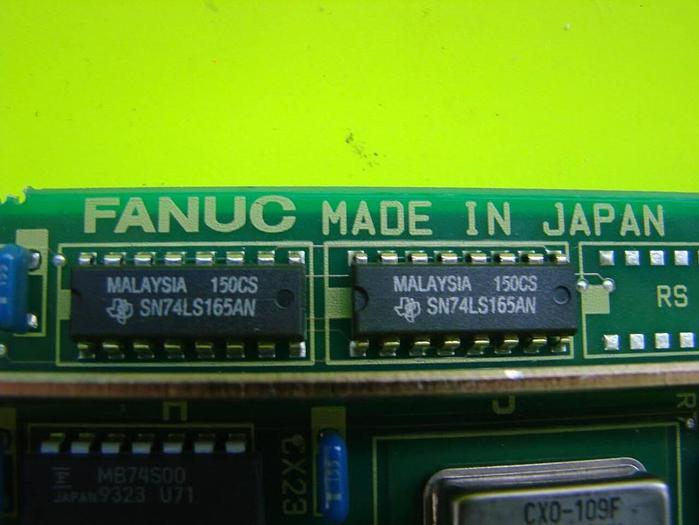 FANUC MADE IN JAPAN
MALAYSIA 150CS
SN74LS165AN
MALAYSIA 150CS
SN74LS165AN
RS
MB74S00
JAPAN 9323 U71
CX23
CXO-109F
R